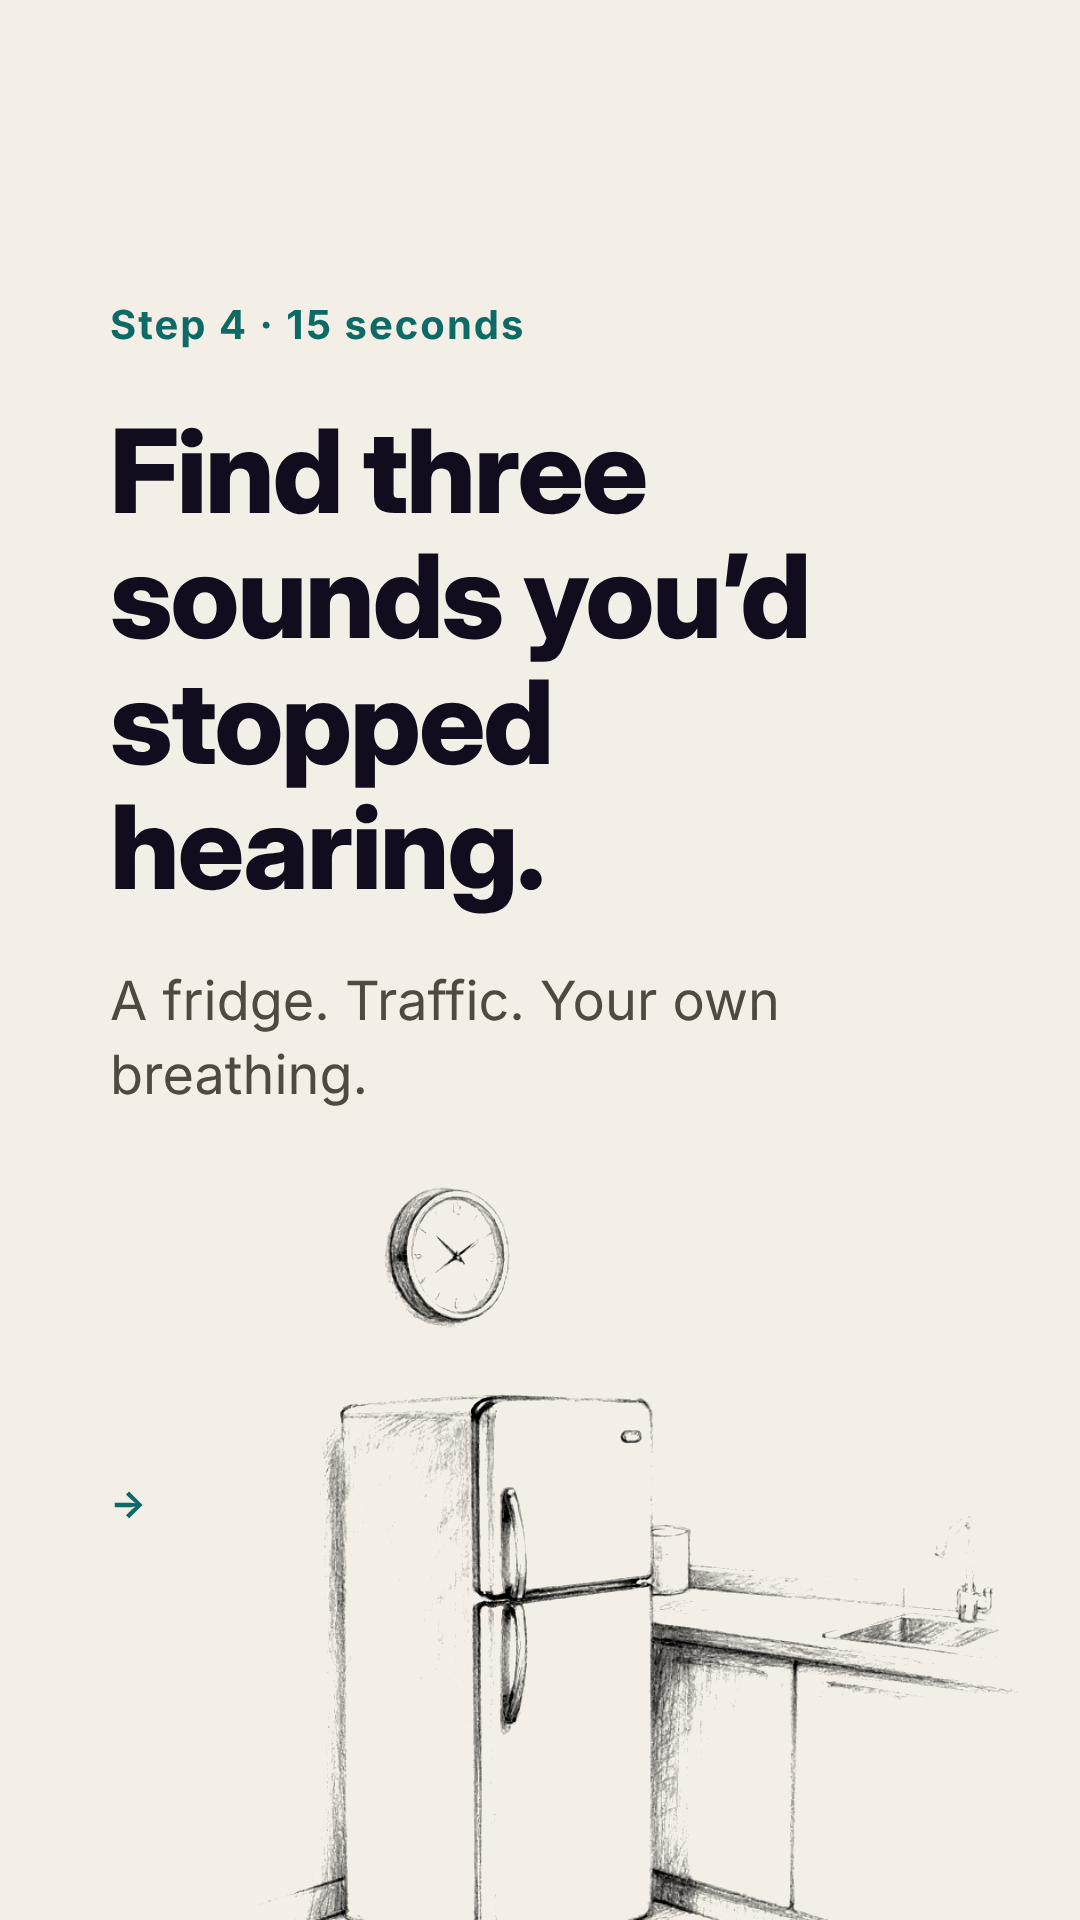 Step 4 · 15 seconds
Find three
sounds you’d
stopped
hearing.
A fridge. Traffic. Your own
breathing.
→